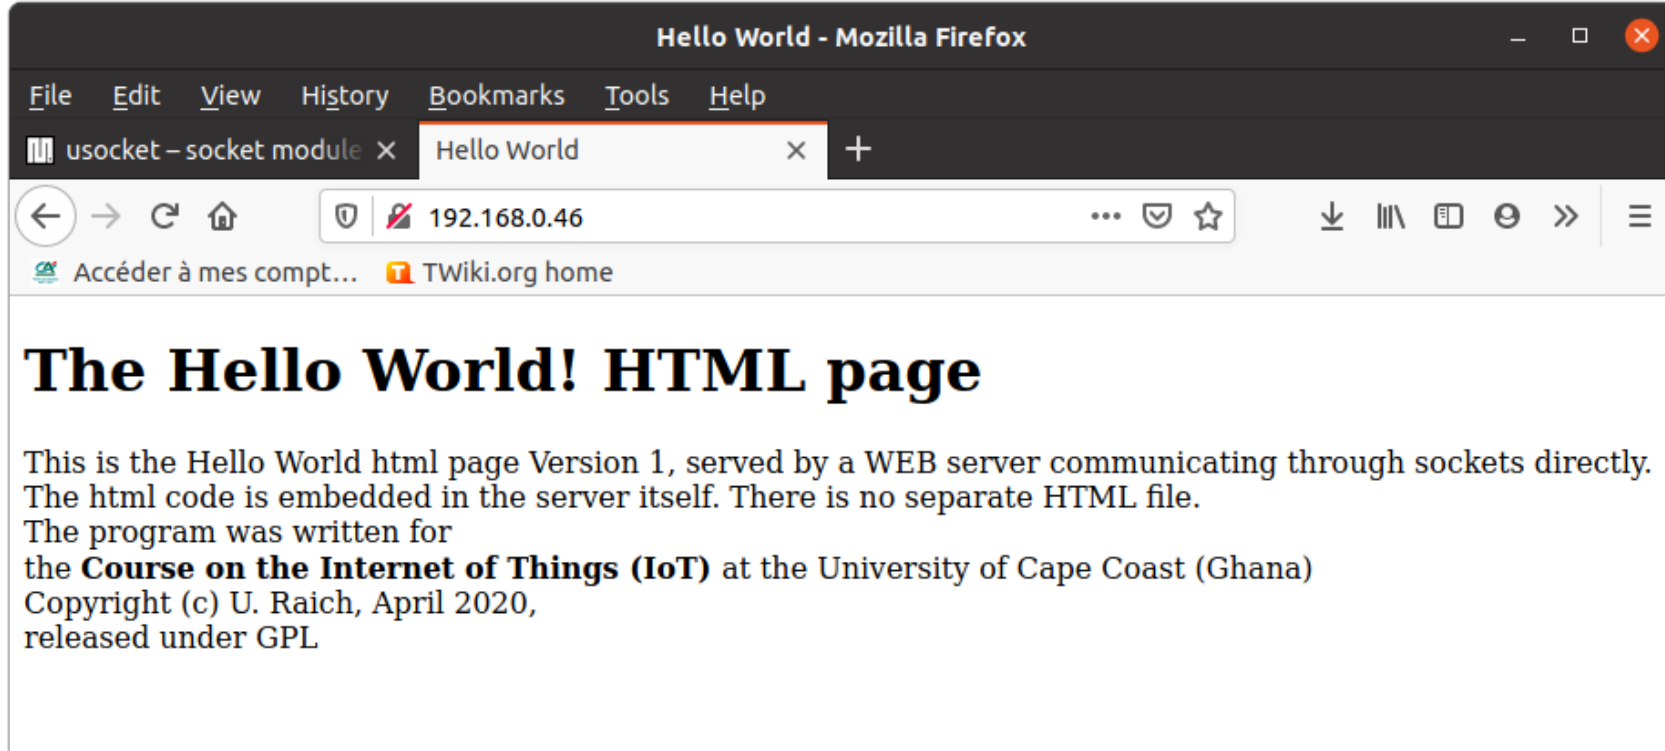 Hello World - Mozilla Firefox
File Edit View History Bookmarks Tools Help
usocket – socket module Hello World
192.168.0.46
Accéder à mes compt... TWiki.org home
The Hello World! HTML page
This is the Hello World html page Version 1, served by a WEB server communicating through sockets directly.
The html code is embedded in the server itself. There is no separate HTML file.
The program was written for
the Course on the Internet of Things (IoT) at the University of Cape Coast (Ghana)
Copyright (c) U. Raich, April 2020,
released under GPL